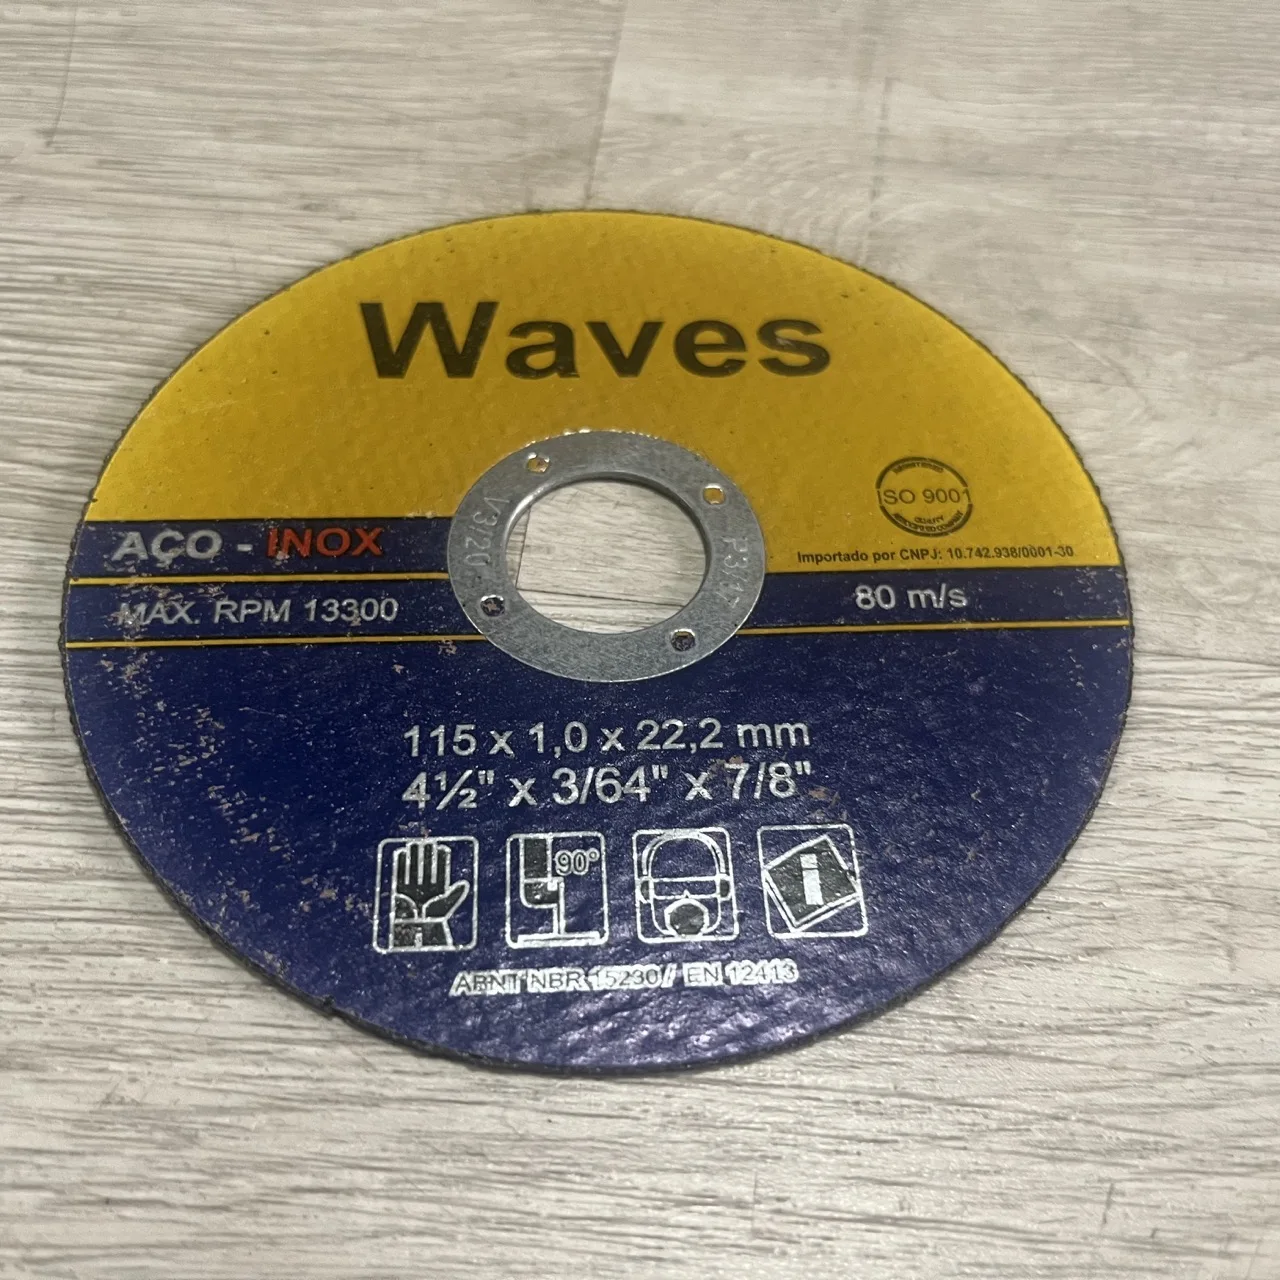 Waves
ISO 9001
Importado por CNPJ: 10.742.938/0001-30
AÇO - INOX
MAX. RPM 13300
80 m/s
115 x 1,0 x 22,2 mm
4½" x 3/64" x 7/8"
90°
i
ABNT NBR 15230 / EN 12413